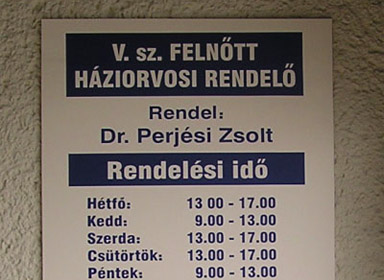 V. sz. FELNŐTT
HÁZIORVOSI RENDELŐ
Rendel:
Dr. Perjési Zsolt
Rendelési idő
Hétfő: 13 00 - 17.00
Kedd: 9.00 - 13.00
Szerda: 13.00 - 17.00
Csütörtök: 13.00 - 17.00
Péntek: 9.00 - 13.00